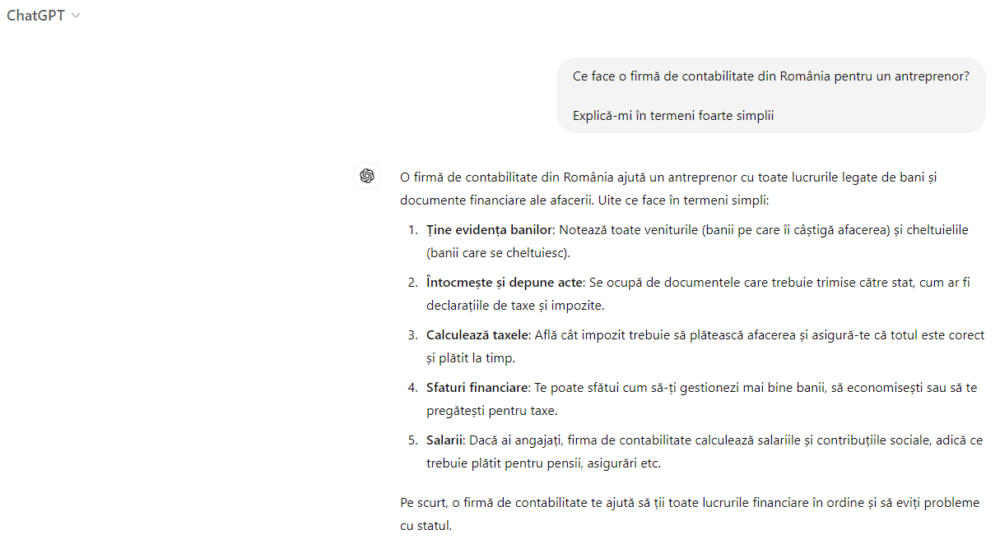 ChatGPT
Ce face o firmă de contabilitate din România pentru un antreprenor?
Explică-mi în termeni foarte simplii
O firmă de contabilitate din România ajută un antreprenor cu toate lucrurile legate de bani și
documente financiare ale afacerii. Uite ce face în termeni simpli:
1. Ține evidența banilor: Notează toate veniturile (banii pe care îi câștigă afacerea) și cheltuielile
(banii care se cheltuiesc).
2. Întocmește și depune acte: Se ocupă de documentele care trebuie trimise către stat, cum ar fi
declarațiile de taxe și impozite.
3. Calculează taxele: Află cât impozit trebuie să plătească afacerea și asigură-te că totul este corect
și plătit la timp.
4. Sfaturi financiare: Te poate sfătui cum să-ți gestionezi mai bine banii, să economisești sau să te
pregătești pentru taxe.
5. Salarii: Dacă ai angajați, firma de contabilitate calculează salariile și contribuțiile sociale, adică ce
trebuie plătit pentru pensii, asigurări etc.
Pe scurt, o firmă de contabilitate te ajută să ții toate lucrurile financiare în ordine și să eviți probleme
cu statul.